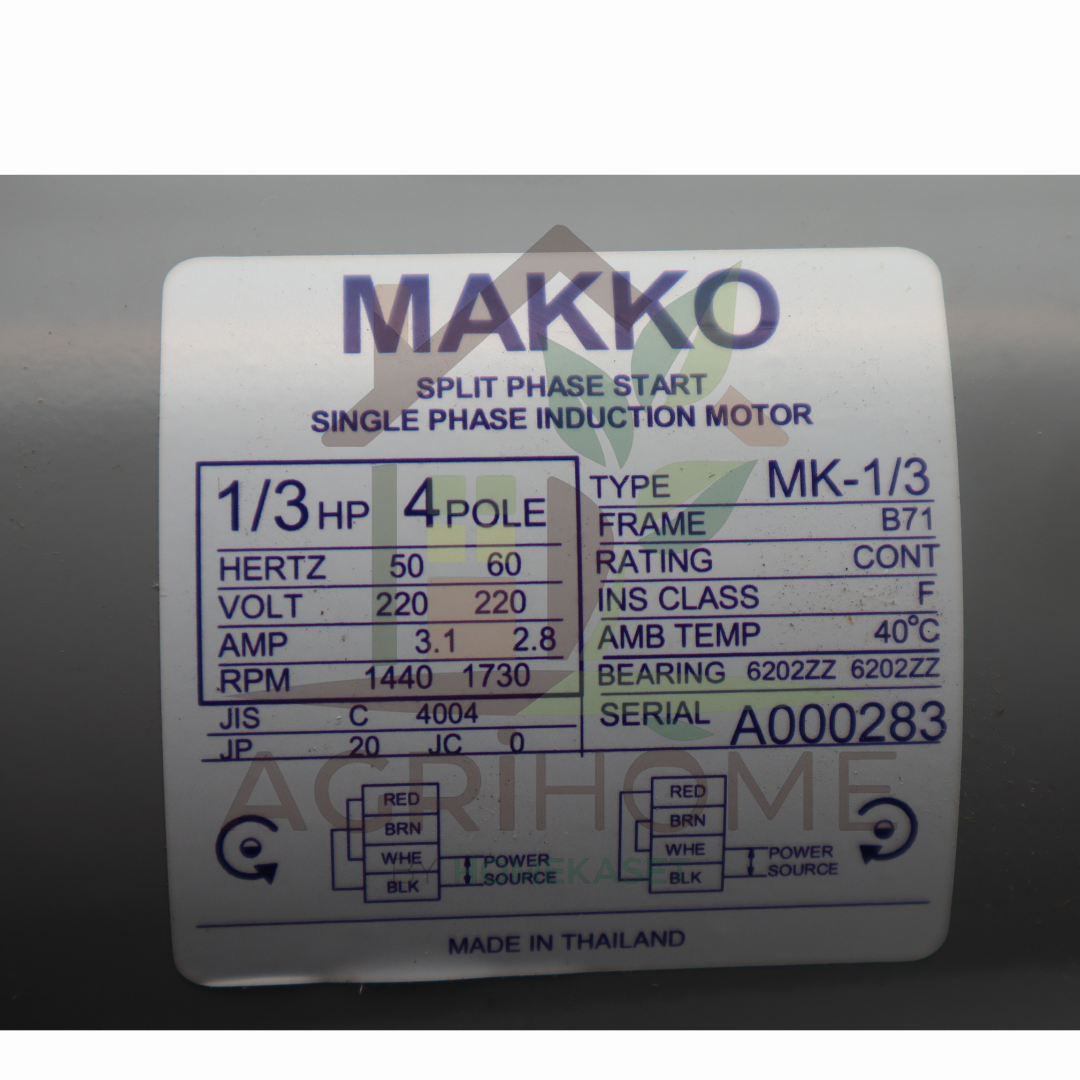 MAKKO
SPLIT PHASE START
SINGLE PHASE INDUCTION MOTOR
1/3 HP 4 POLE
HERTZ 50 60
VOLT 220 220
AMP 3.1 2.8
RPM 1440 1730
JIS C 4004
JP 20 JC 0
TYPE MK-1/3
FRAME B71
RATING CONT
INS CLASS F
AMB TEMP 40°C
BEARING 6202ZZ 6202ZZ
SERIAL A000283
AGRIHOME
BY HOMEKASET
RED
BRN
WHE
BLK
POWER
SOURCE
RED
BRN
WHE
BLK
POWER
SOURCE
MADE IN THAILAND